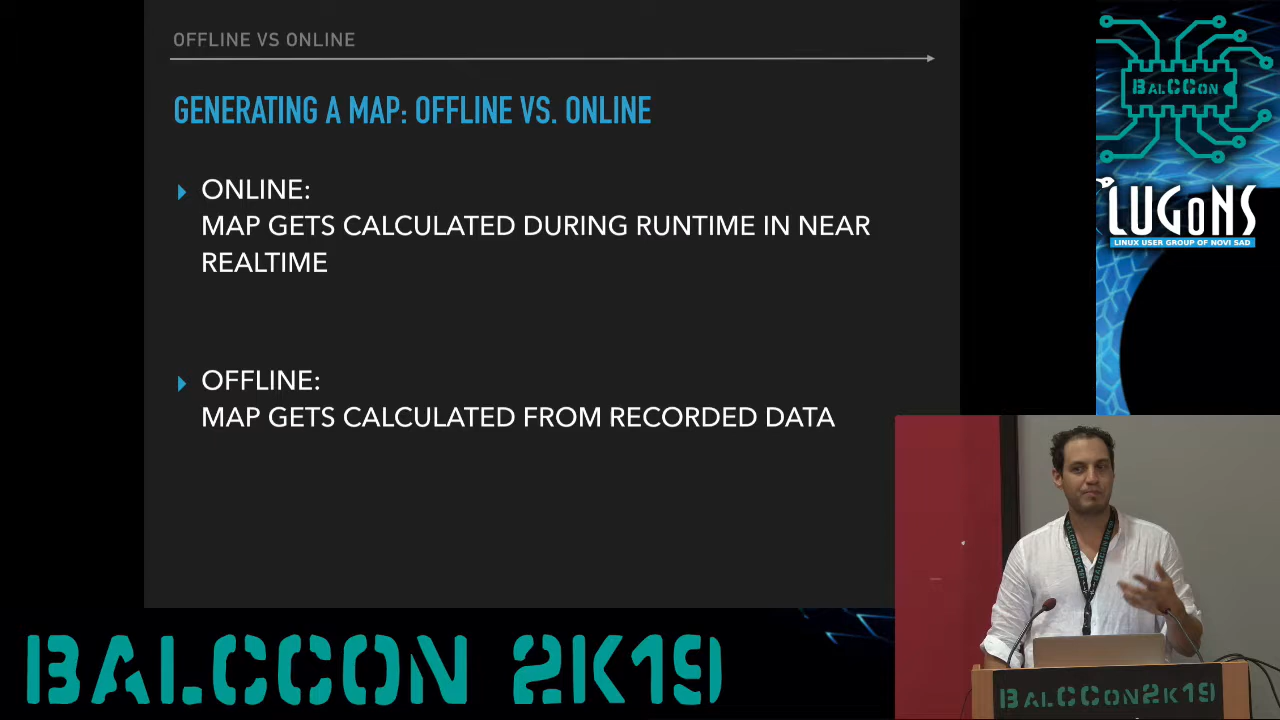 OFFLINE VS ONLINE
GENERATING A MAP: OFFLINE VS. ONLINE
ONLINE:
MAP GETS CALCULATED DURING RUNTIME IN NEAR
REALTIME
OFFLINE:
MAP GETS CALCULATED FROM RECORDED DATA
BALCCON
LUGONS
LINUX USER GROUP OF NOVI SAD
BALCCON 2K19
BALCCON2K19